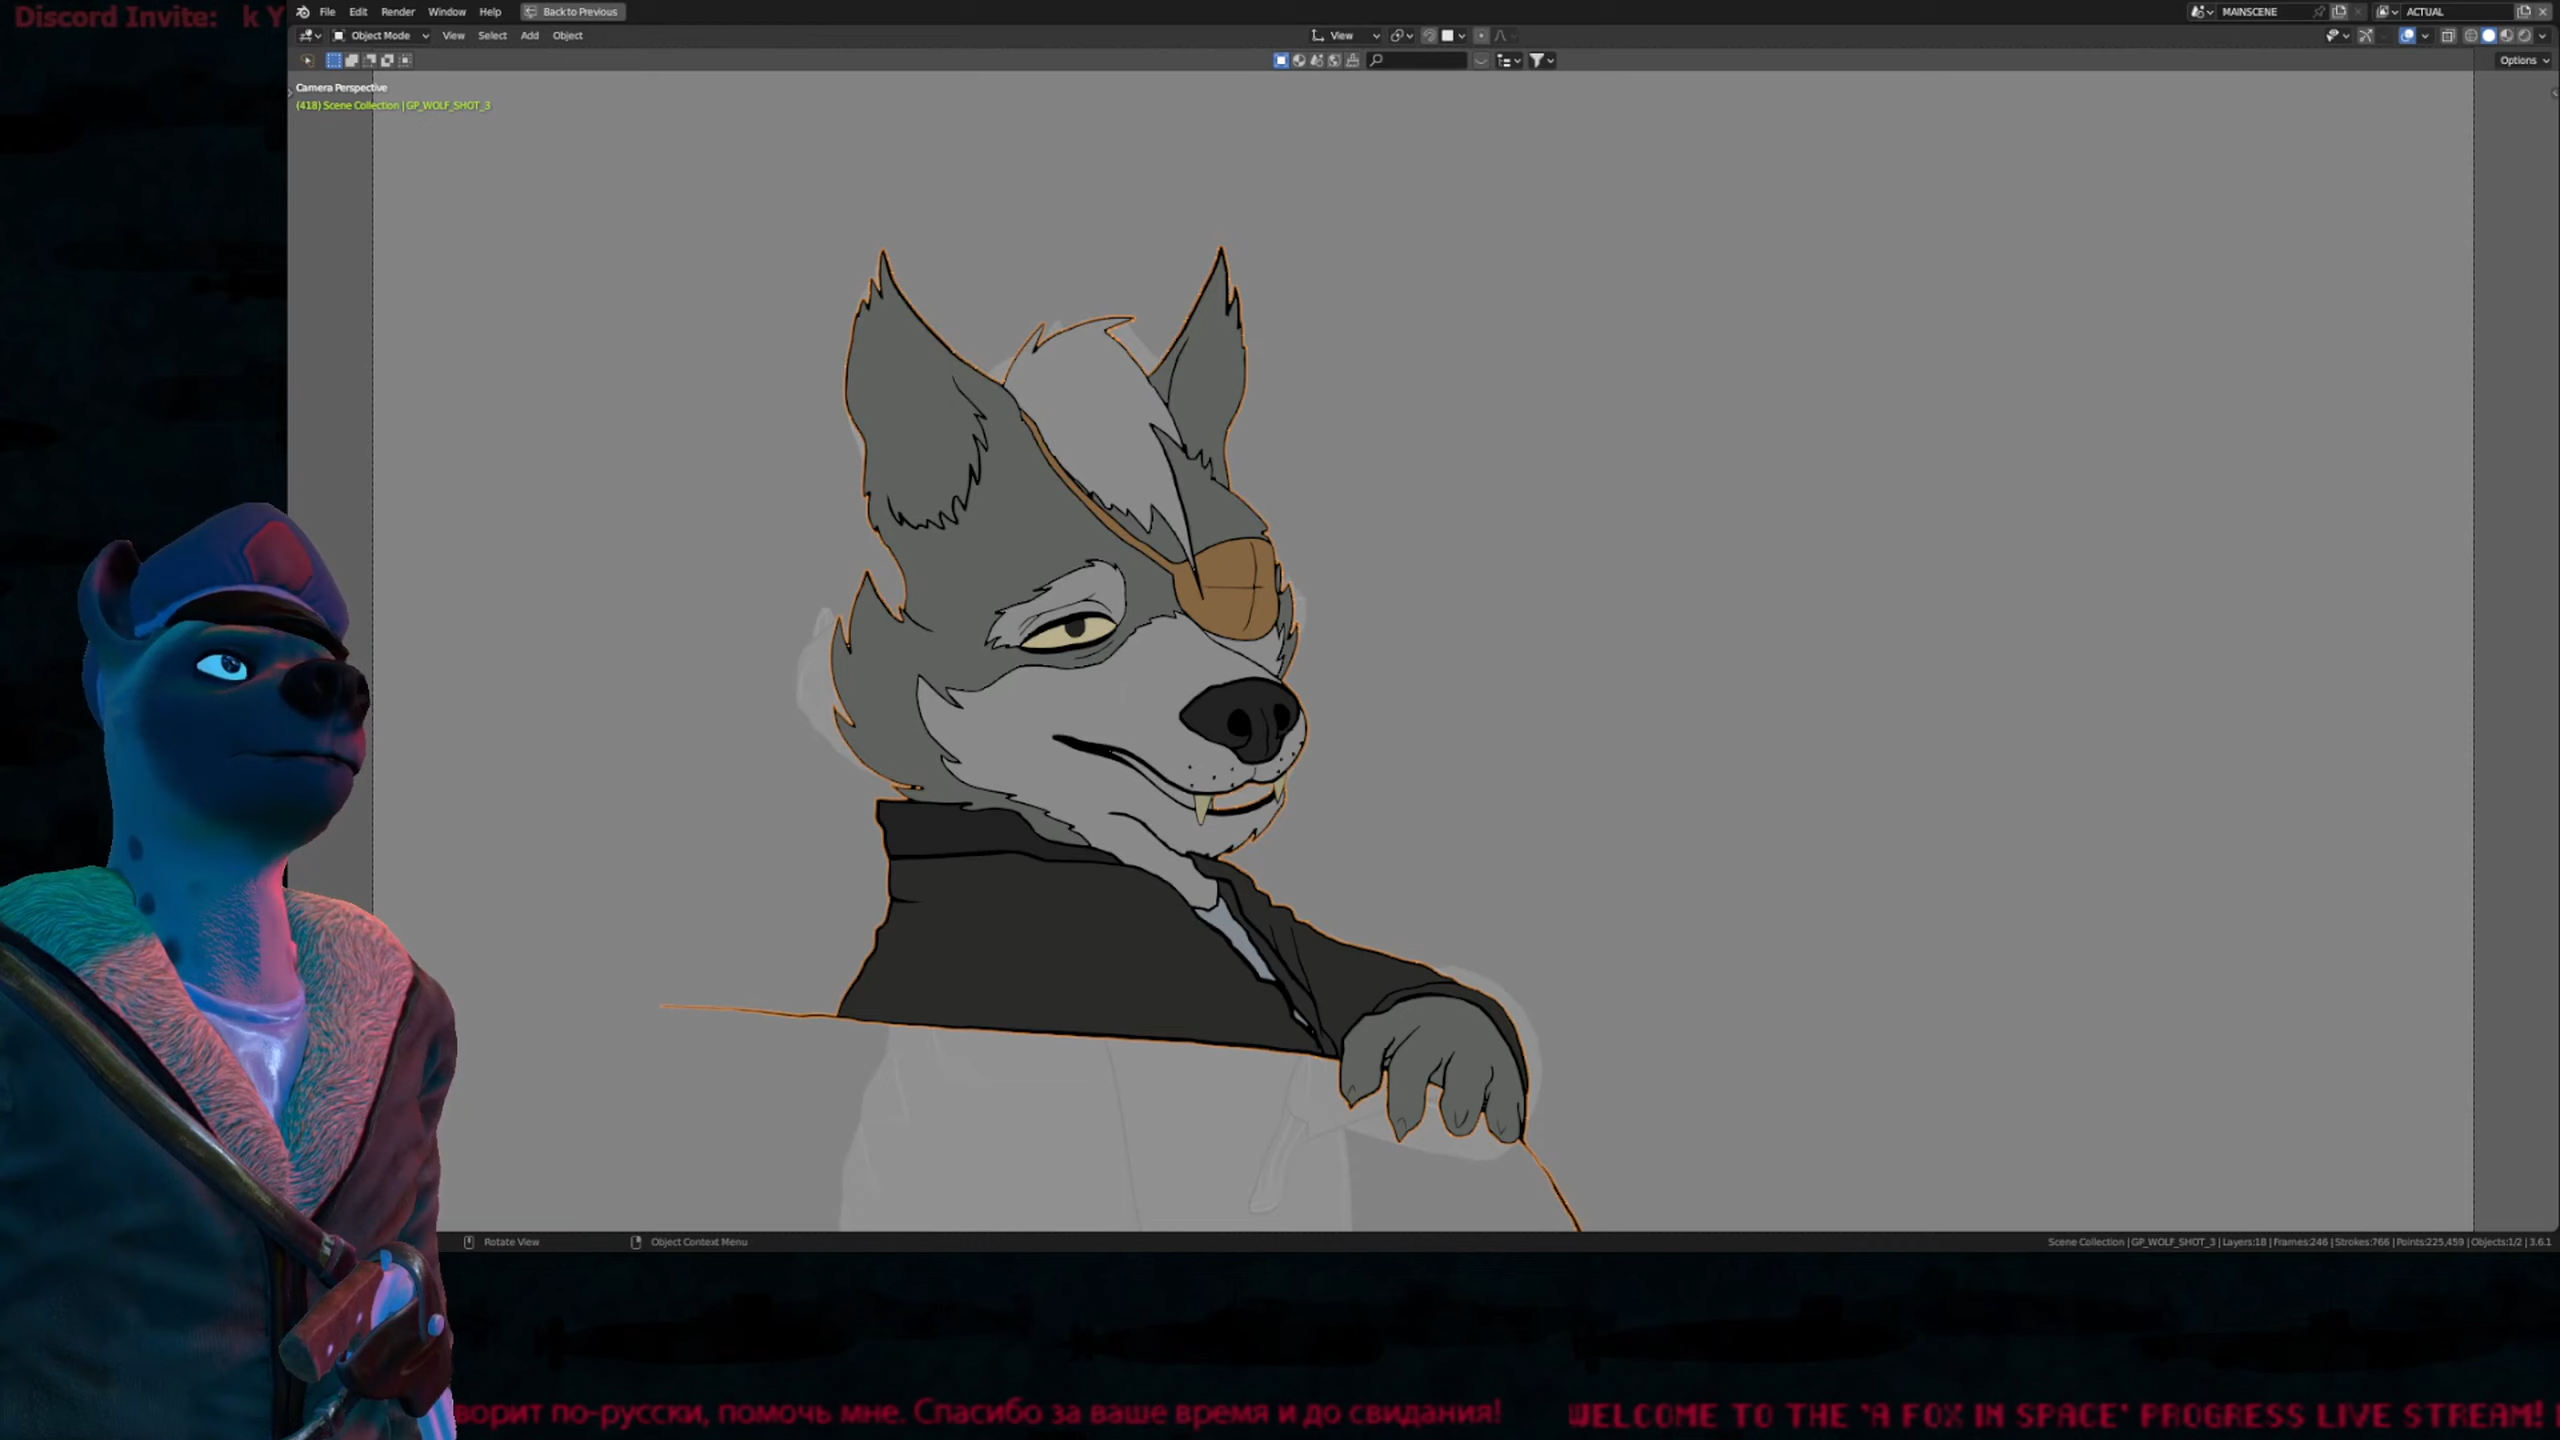 Discord Invite: k Y
File Edit Render Window Help Back to Previous
MAINSCENE
ACTUAL
Object Mode View Select Add Object
View
Options
Camera Perspective
(418) Scene Collection | GP_WOLF_SHOT_3
Rotate View
Object Context Menu
Scene Collection | GP_WOLF_SHOT_3 | Layers:18 | Frames:246 | Strokes:766 | Points:225,459 | Objects:1/2 | 3.6.1
ворит по-русски, помочь мне. Спасибо за ваше время и до свидания!
WELCOME TO THE 'A FOX IN SPACE' PROGRESS LIVE STREAM!